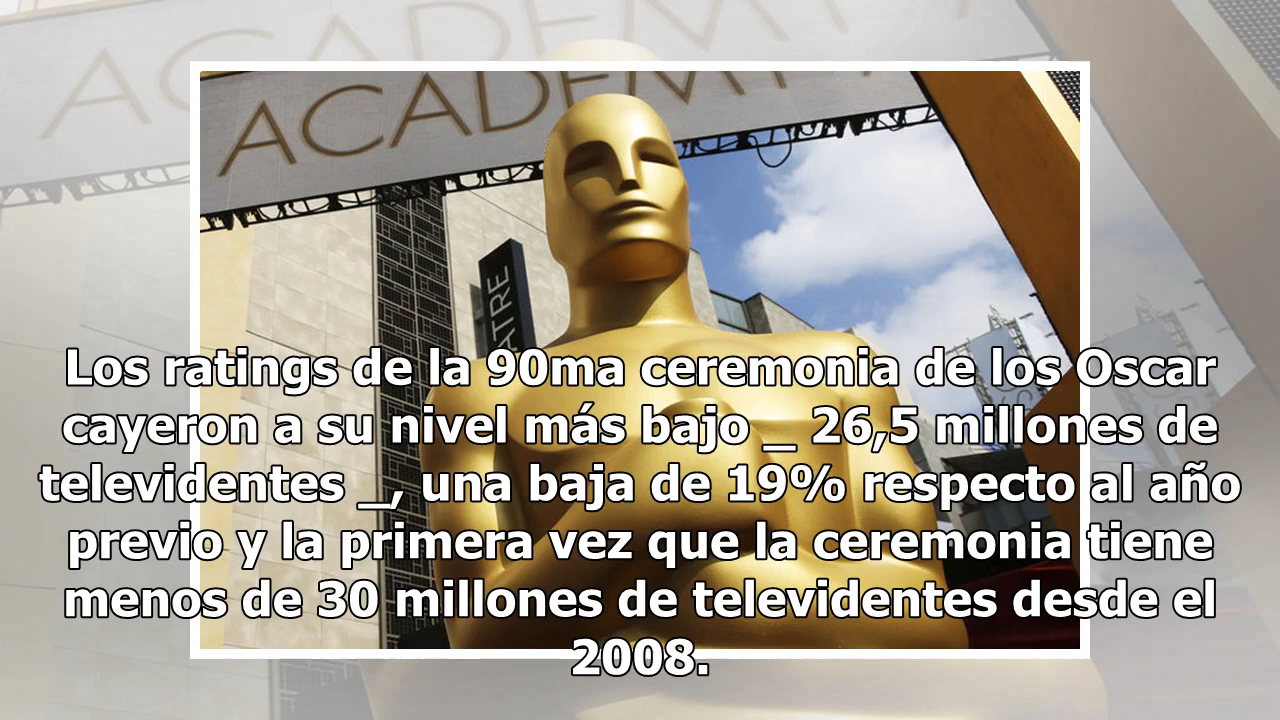 ACADEMY A
ATRE
Los ratings de la 90ma ceremonia de los Oscar
cayeron a su nivel más bajo _ 26,5 millones de
televidentes _, una baja de 19% respecto al año
previo y la primera vez que la ceremonia tiene
menos de 30 millones de televidentes desde el
2008.